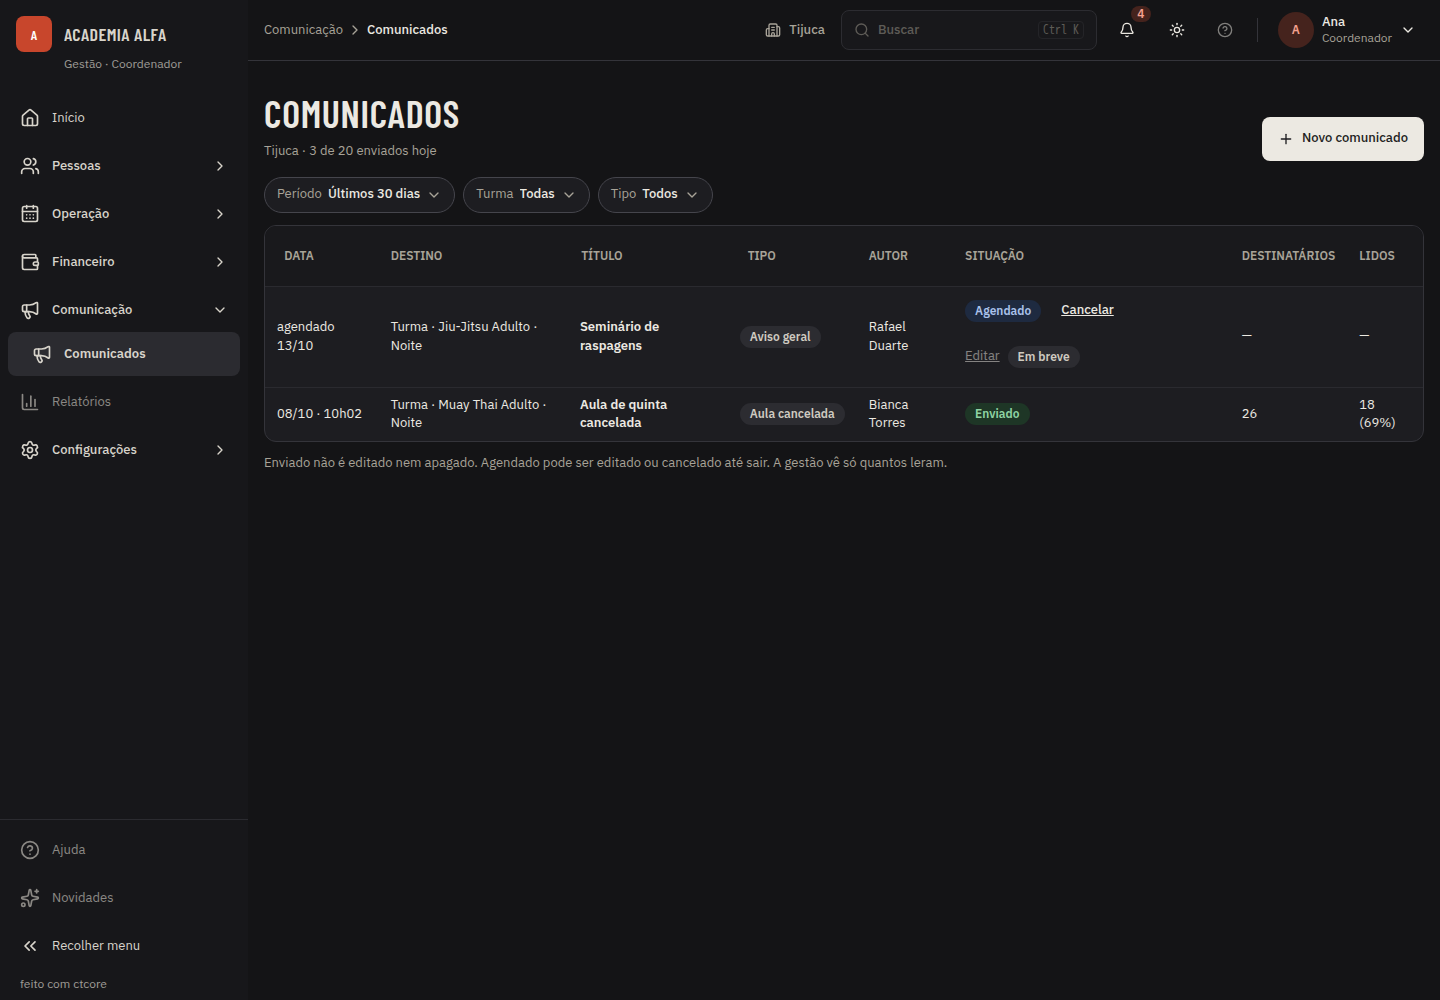 A
ACADEMIA ALFA
Gestão · Coordenador
Início
Pessoas
Operação
Financeiro
Comunicação
Comunicados
Relatórios
Configurações
Ajuda
Novidades
Recolher menu
feito com ctcore
Comunicação
Comunicados
Tijuca
Buscar
Ctrl K
4
A
Ana
Coordenador
COMUNICADOS
Tijuca · 3 de 20 enviados hoje
Novo comunicado
Período Últimos 30 dias
Turma Todas
Tipo Todos
DATA DESTINO TÍTULO TIPO AUTOR SITUAÇÃO DESTINATÁRIOS LIDOS
agendado
13/10
Turma · Jiu-Jitsu Adulto ·
Noite
Seminário de
raspagens
Aviso geral
Rafael
Duarte
Agendado
Cancelar
Editar
Em breve
—
—
08/10 · 10h02
Turma · Muay Thai Adulto ·
Noite
Aula de quinta
cancelada
Aula cancelada
Bianca
Torres
Enviado
26
18
(69%)
Enviado não é editado nem apagado. Agendado pode ser editado ou cancelado até sair. A gestão vê só quantos leram.